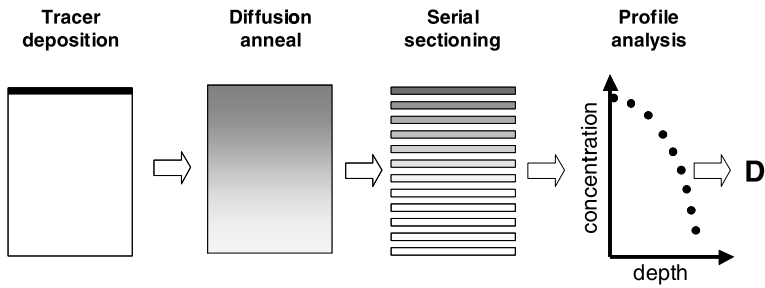 Tracer
deposition
Diffusion
anneal
Serial
sectioning
Profile
analysis
concentration
depth
D